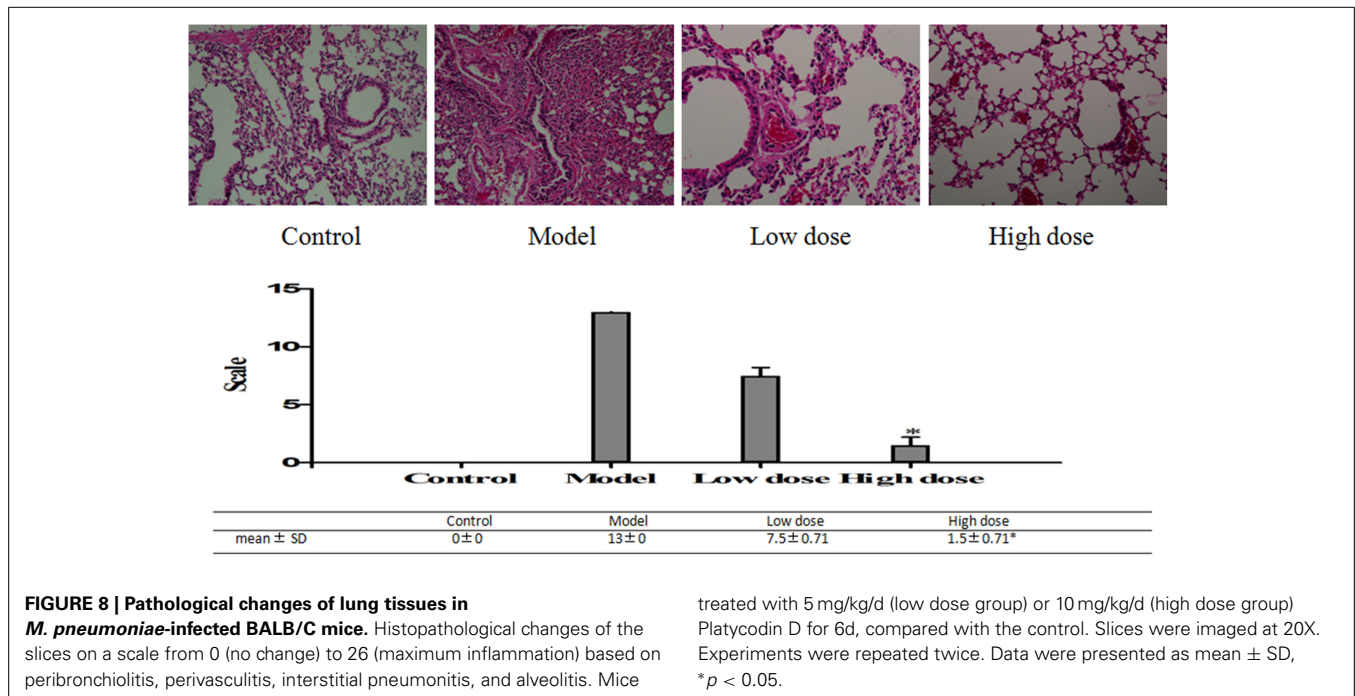 Control Model Low dose High dose
15
10
5
0
Scale
*
Control Model Low dose High dose
Control Model Low dose High dose
mean ± SD 0±0 13±0 7.5±0.71 1.5±0.71*
FIGURE 8 | Pathological changes of lung tissues in
M. pneumoniae-infected BALB/C mice. Histopathological changes of the
slices on a scale from 0 (no change) to 26 (maximum inflammation) based on
peribronchiolitis, perivasculitis, interstitial pneumonitis, and alveolitis. Mice
treated with 5 mg/kg/d (low dose group) or 10 mg/kg/d (high dose group)
Platycodin D for 6d, compared with the control. Slices were imaged at 20X.
Experiments were repeated twice. Data were presented as mean ± SD,
*p < 0.05.